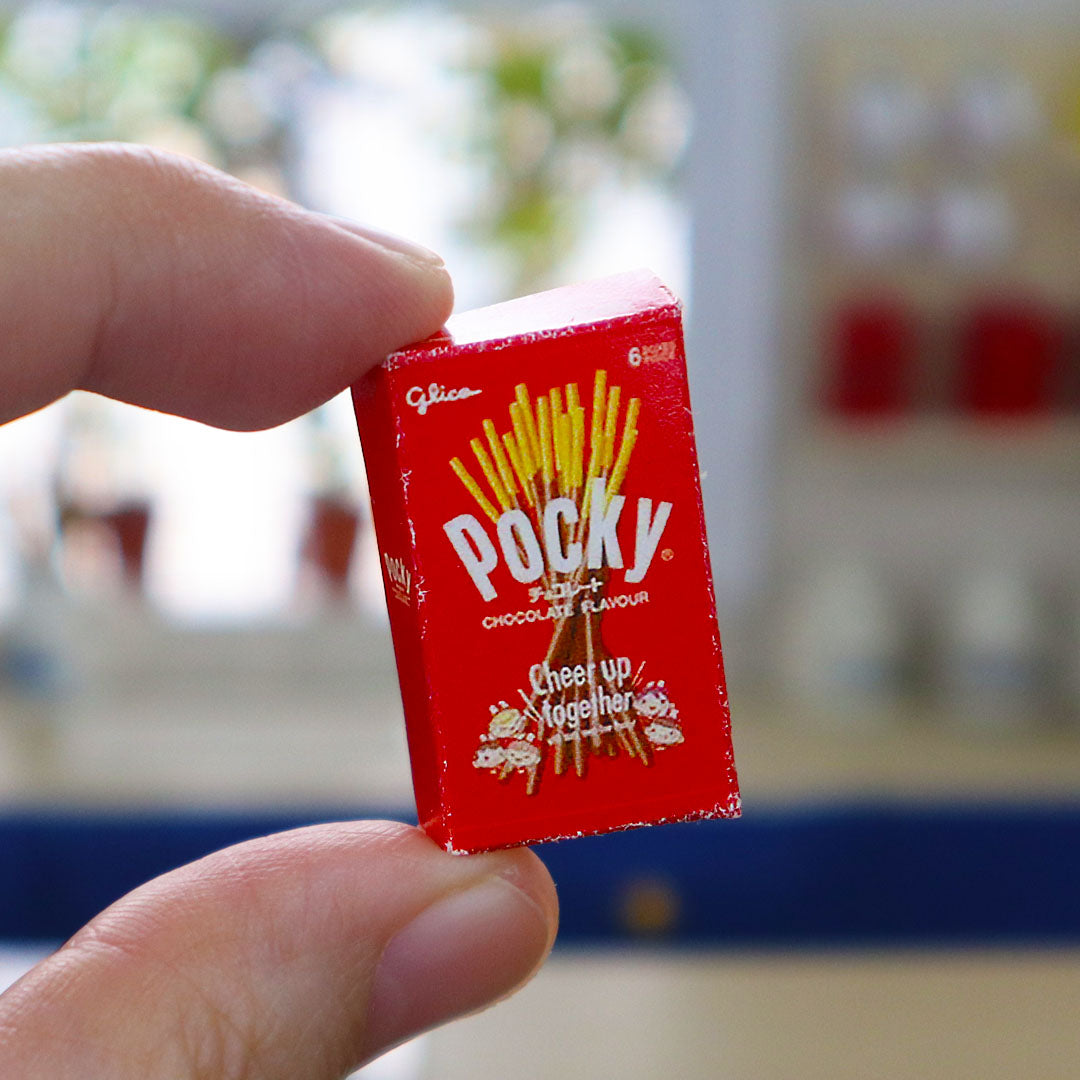 Glico
6
Pocky
®
チョコレート
CHOCOLATE FLAVOUR
Cheer up
together
Pocky